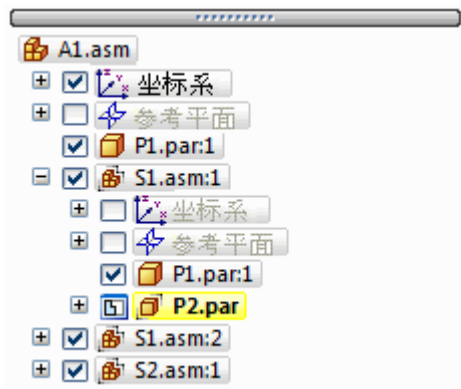 A1.asm
坐标系
参考平面
P1.par:1
S1.asm:1
坐标系
参考平面
P1.par:1
P2.par
S1.asm:2
S2.asm:1